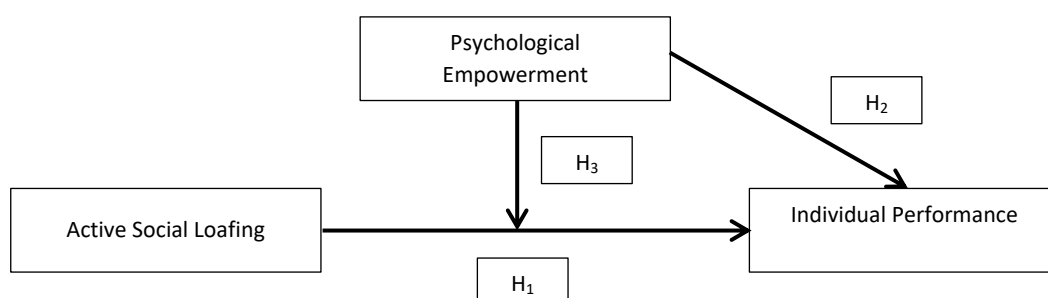 Psychological
Empowerment
H₂
H₃
Active Social Loafing
Individual Performance
H₁